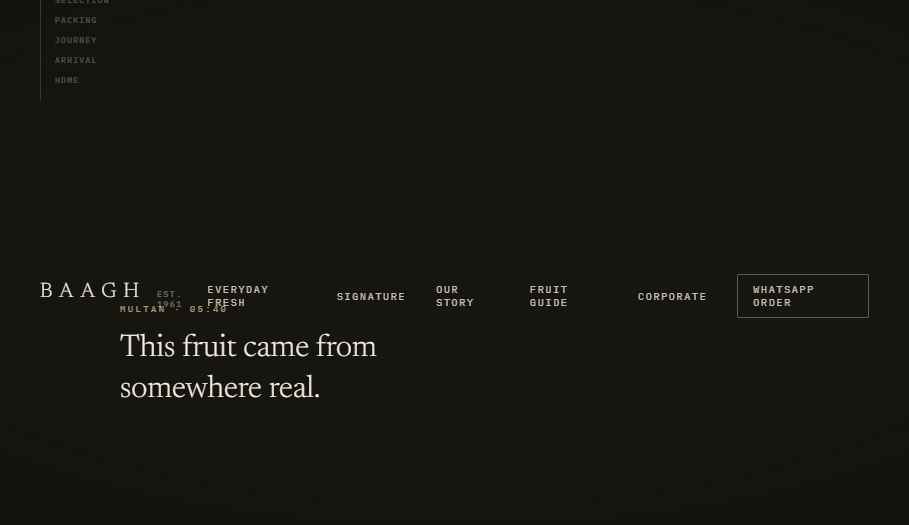 SELECTION
PACKING
JOURNEY
ARRIVAL
HOME
BAAGH
EST.
1961
EVERYDAY
FRESH
SIGNATURE
OUR
STORY
FRUIT
GUIDE
CORPORATE
WHATSAPP
ORDER
MULTAN · 05:40
This fruit came from
somewhere real.